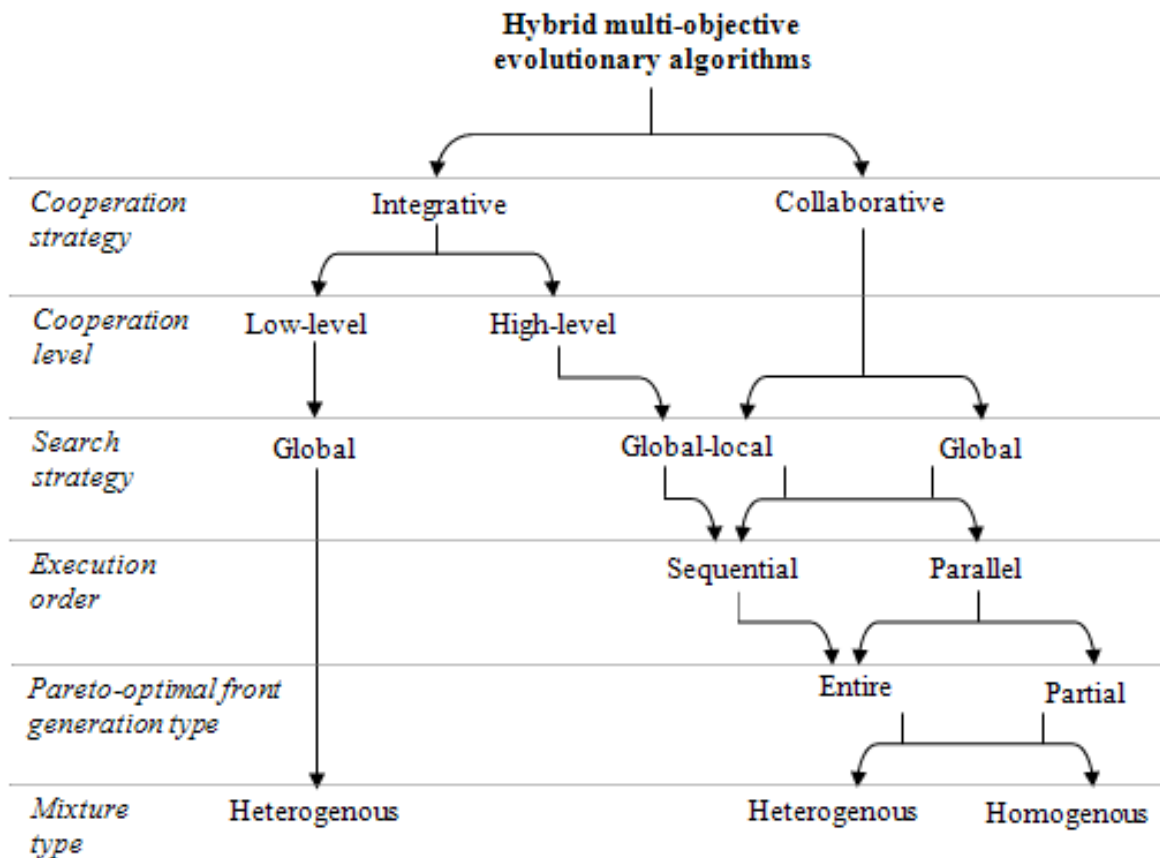 Hybrid multi-objective
evolutionary algorithms
Cooperation
strategy
Integrative
Collaborative
Cooperation
level
Low-level
High-level
Search
strategy
Global
Global-local
Global
Execution
order
Sequential
Parallel
Pareto-optimal front
generation type
Entire
Partial
Mixture
type
Heterogenous
Heterogenous
Homogenous